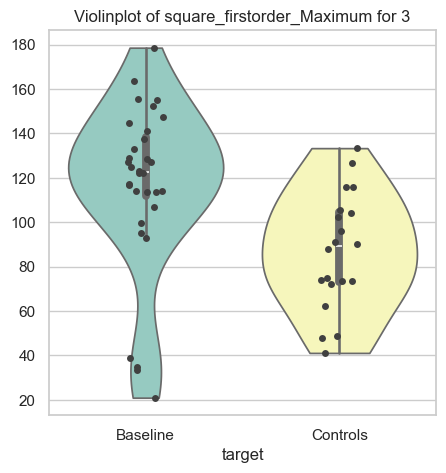 Violinplot of square_firstorder_Maximum for 3
180
160
140
120
100
80
60
40
20
Baseline
Controls
target